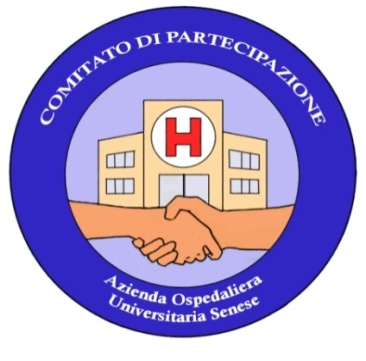 COMITATO DI PARTECIPAZIONE
H
Azienda Ospedaliera
Universitaria Senese